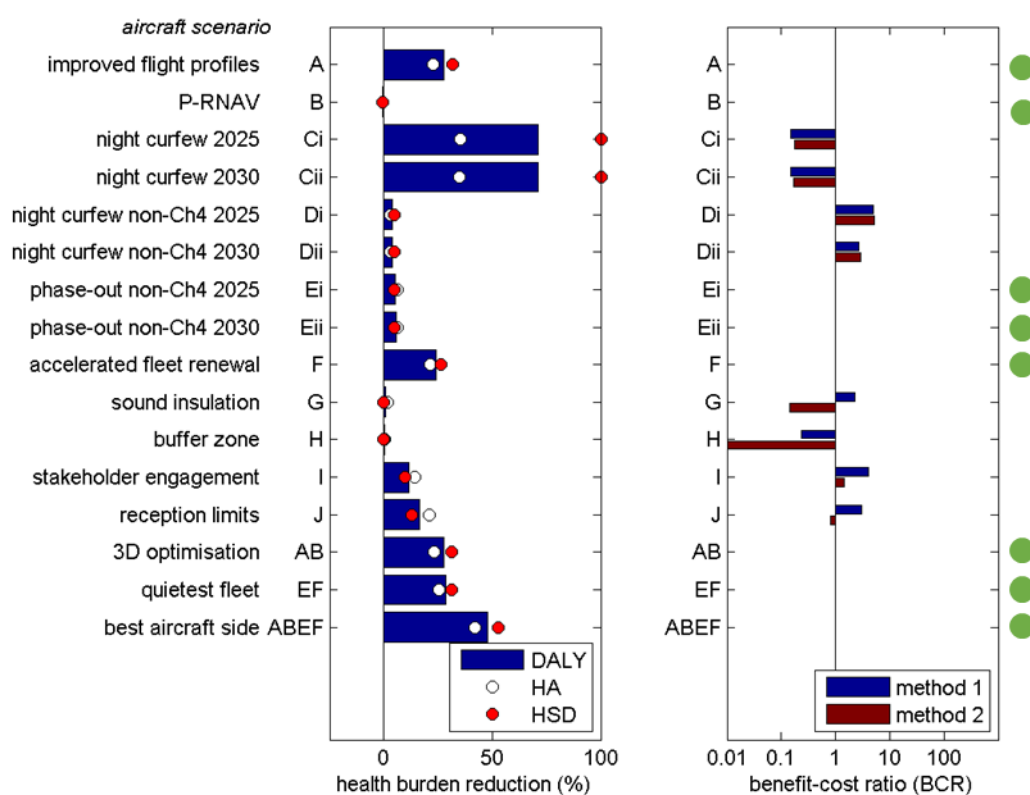 aircraft scenario
improved flight profiles A A
P-RNAV B B
night curfew 2025 Ci Ci
night curfew 2030 Cii Cii
night curfew non-Ch4 2025 Di Di
night curfew non-Ch4 2030 Dii Dii
phase-out non-Ch4 2025 Ei Ei
phase-out non-Ch4 2030 Eii Eii
accelerated fleet renewal F F
sound insulation G G
buffer zone H H
stakeholder engagement I I
reception limits J J
3D optimisation AB AB
quietest fleet EF EF
best aircraft side ABEF ABEF
DALY
HA
HSD
method 1
method 2
0 50 100
0.01 0.1 1 10 100
health burden reduction (%)
benefit-cost ratio (BCR)